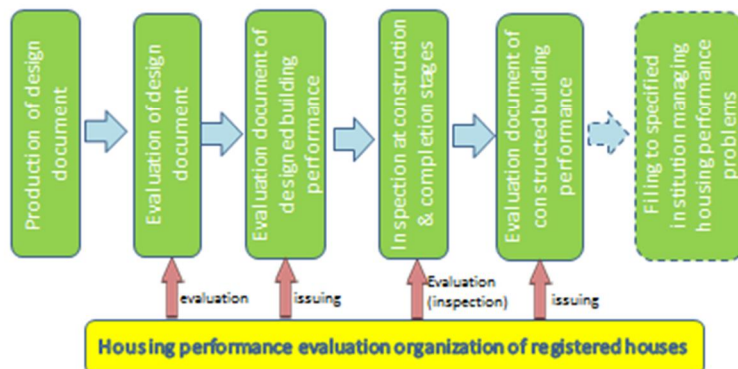 Production of design
document
Evaluation of design
document
Evaluation document of
designed building
performance
Inspection at construction
& completion stages
Evaluation document of
constructed building
performance
Filing to specified
institution managing
housing performance
problems
evaluation
issuing
Evaluation
(inspection)
issuing
Housing performance evaluation organization of registered houses